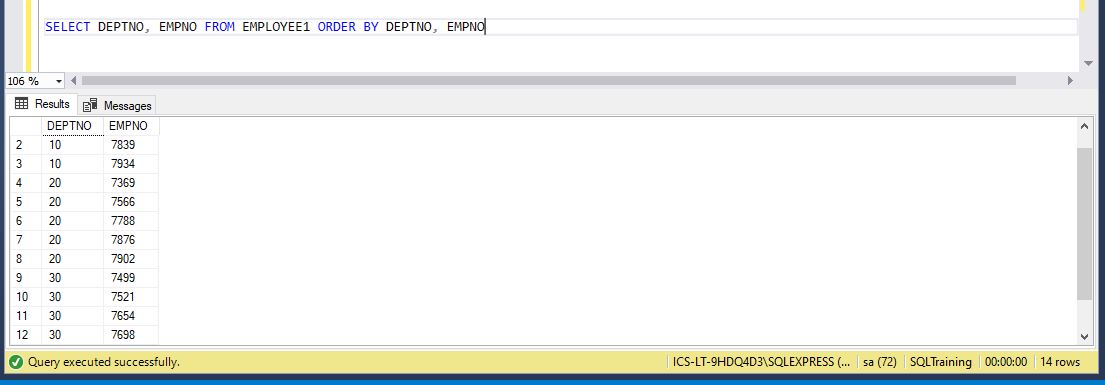 SELECT DEPTNO, EMPNO FROM EMPLOYEE1 ORDER BY DEPTNO, EMPNO
106 %
Results Messages
DEPTNO EMPNO
2 10 7839
3 10 7934
4 20 7369
5 20 7566
6 20 7788
7 20 7876
8 20 7902
9 30 7499
10 30 7521
11 30 7654
12 30 7698
Query executed successfully. ICS-LT-9HDQ4D3\SQLEXPRESS (... sa (72) SQLTraining 00:00:00 14 rows